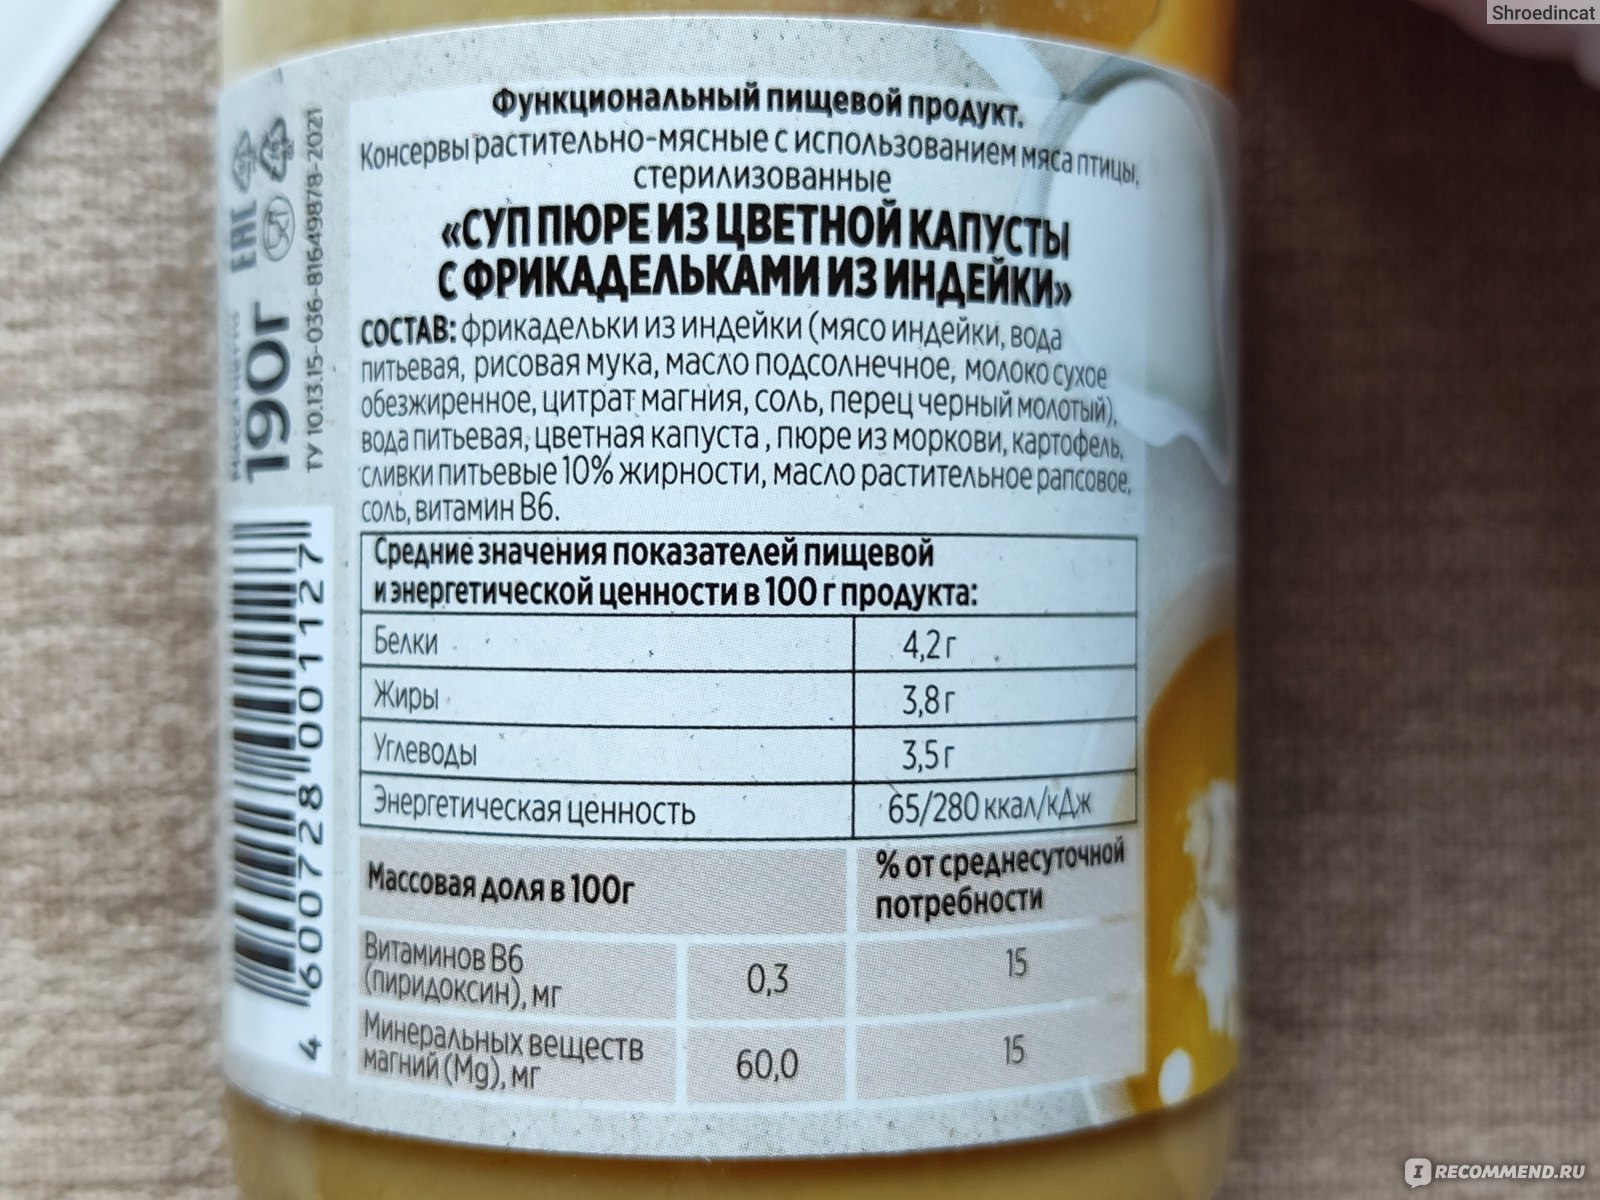 Shroedincat
Функциональный пищевой продукт.
Консервы растительно-мясные с использованием мяса птицы,
стерилизованные
«СУП ПЮРЕ ИЗ ЦВЕТНОЙ КАПУСТЫ
С ФРИКАДЕЛЬКАМИ ИЗ ИНДЕЙКИ»
СОСТАВ: фрикадельки из индейки (мясо индейки, вода
питьевая, рисовая мука, масло подсолнечное, молоко сухое
обезжиренное, цитрат магния, соль, перец черный молотый),
вода питьевая, цветная капуста, пюре из моркови, картофель,
сливки питьевые 10% жирности, масло растительное рапсовое,
соль, витамин В6.
Средние значения показателей пищевой
и энергетической ценности в 100 г продукта:
Белки 4,2 г
Жиры 3,8 г
Углеводы 3,5 г
Энергетическая ценность 65/280 ккал/кДж
Массовая доля в 100г % от среднесуточной
потребности
Витаминов В6
(пиридоксин), мг 0,3 15
Минеральных веществ
магний (Mg), мг 60,0 15
EAC
Масса нетто
190г
ТУ 10.13.15-036-81649878-2021
4 600728 001127
RECOMMEND.RU